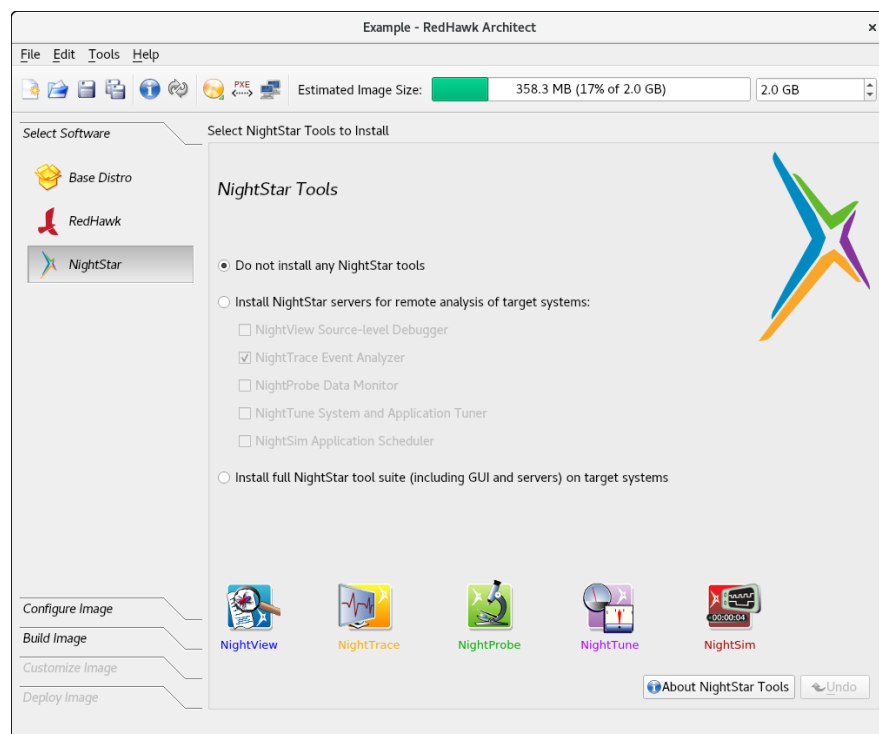 Example - RedHawk Architect
File Edit Tools Help
PXE
Estimated Image Size: 358.3 MB (17% of 2.0 GB) 2.0 GB
Select Software
Base Distro
RedHawk
NightStar
Select NightStar Tools to Install
NightStar Tools
Do not install any NightStar tools
Install NightStar servers for remote analysis of target systems:
NightView Source-level Debugger
NightTrace Event Analyzer
NightProbe Data Monitor
NightTune System and Application Tuner
NightSim Application Scheduler
Install full NightStar tool suite (including GUI and servers) on target systems
00:00:04
NightView NightTrace NightProbe NightTune NightSim
Configure Image
Build Image
Customize Image
Deploy Image
About NightStar Tools Undo